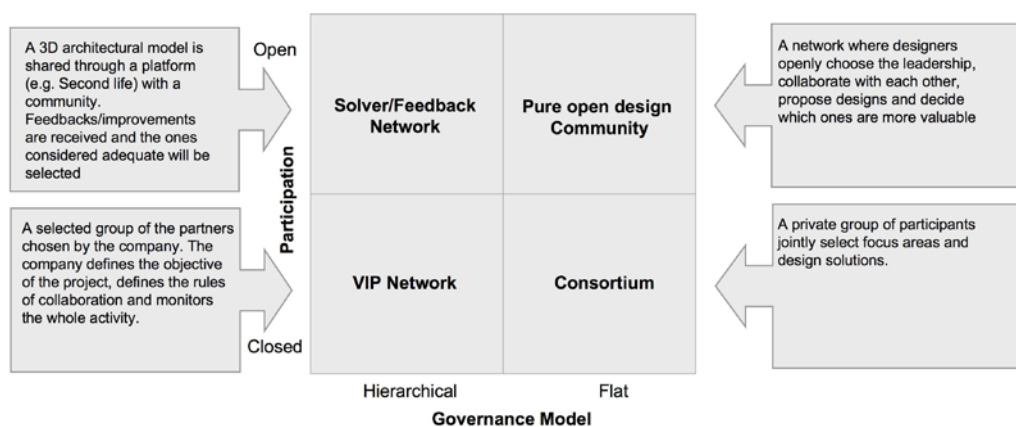 A 3D architectural model is
shared through a platform
(e.g. Second life) with a
community.
Feedbacks/improvements
are received and the ones
considered adequate will be
selected
A selected group of the partners
chosen by the company. The
company defines the objective
of the project, defines the rules
of collaboration and monitors
the whole activity.
Open
Participation
Closed
Solver/Feedback
Network
Pure open design
Community
VIP Network
Consortium
Hierarchical
Flat
Governance Model
A network where designers
openly choose the leadership,
collaborate with each other,
propose designs and decide
which ones are more valuable
A private group of participants
jointly select focus areas and
design solutions.